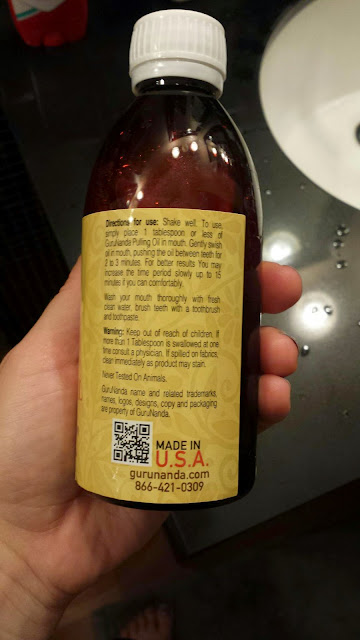 Directions for use: Shake well. To use,
simply place 1 tablespoon or less of
GuruNanda Pulling Oil in mouth. Gently swish
oil in mouth, pushing the oil between teeth for
2 to 3 minutes. For better results You may
increase the time period slowly up to 15
minutes if you can comfortably.
Wash your mouth thoroughly with fresh
clean water, brush teeth with a toothbrush
and toothpaste.
Warning: Keep out of reach of children. If
more than 1 Tablespoon is swallowed at one
time consult a physician. If spilled on fabrics,
clean immediately as product may stain.
Never Tested On Animals.
GuruNanda name and related trademarks,
names, logos, designs, copy and packaging
are property of GuruNanda.
MADE IN
U.S.A.
gurunanda.com
866-421-0309